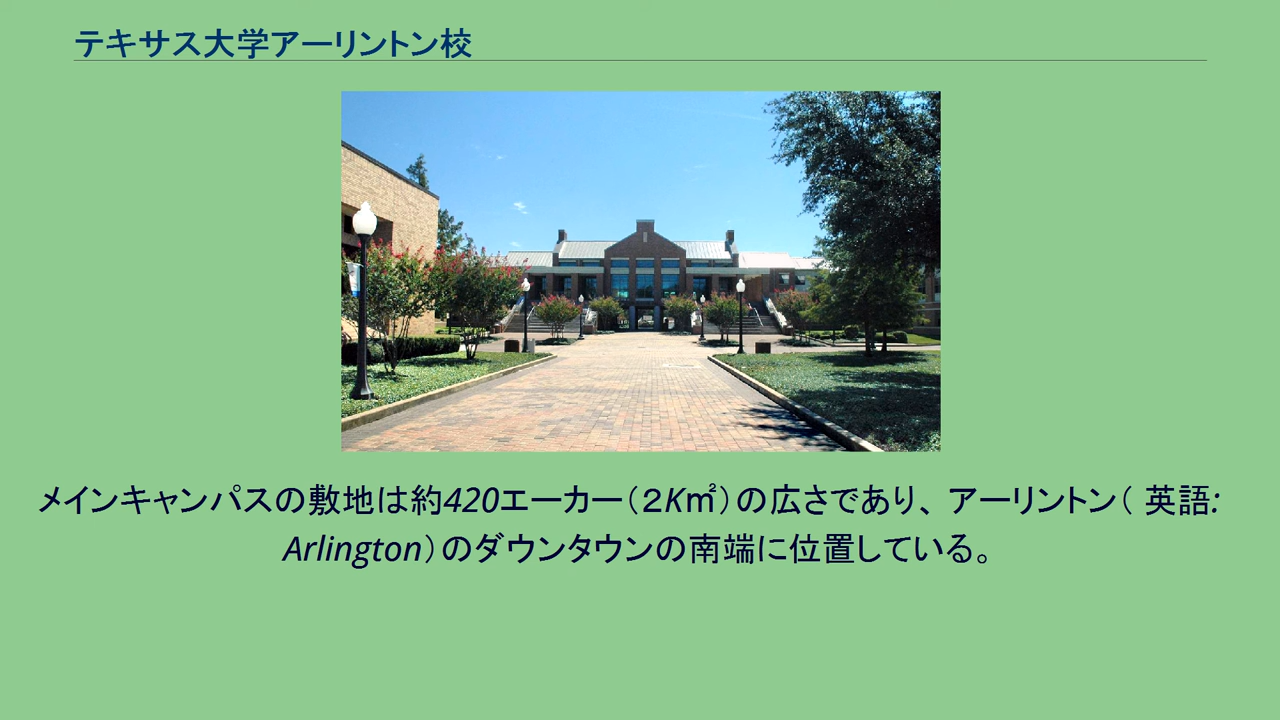 テキサス大学アーリントン校
メインキャンパスの敷地は約420エーカー（２K㎡）の広さであり、アーリントン（ 英語:
Arlington）のダウンタウンの南端に位置している。